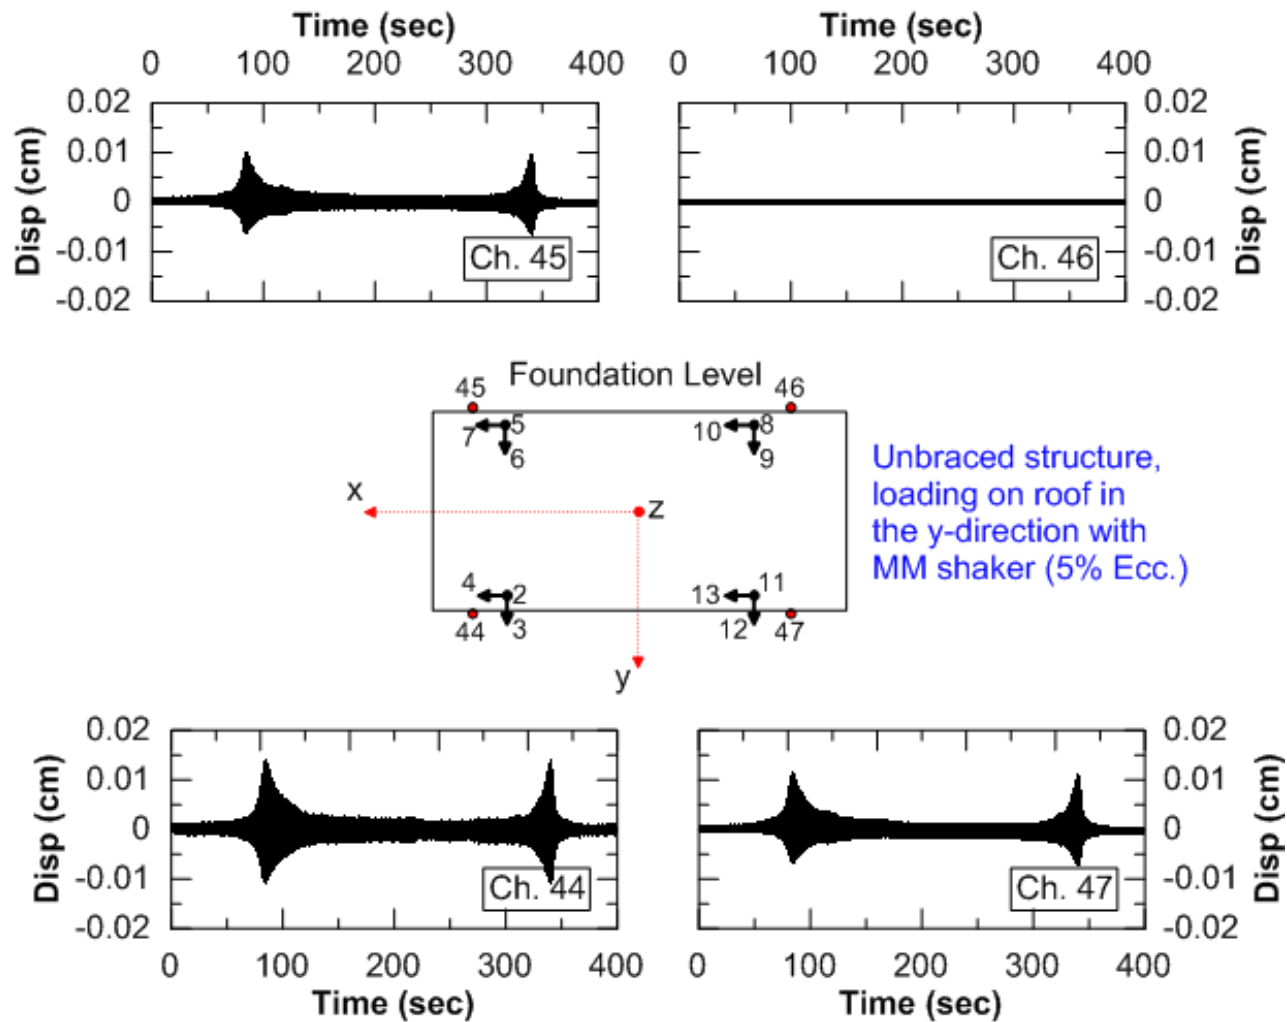 Time (sec) Time (sec)
0 100 200 300 400 0 100 200 300 400
0.02 0.02
0.01 0.01
0 0
-0.01 -0.01
-0.02 -0.02
Disp (cm) Disp (cm)
Ch. 45 Ch. 46
Foundation Level
45 46
5 8
7 10
6 9
x z
y
4 2 13 11
44 3 12 47
Unbraced structure,
loading on roof in
the y-direction with
MM shaker (5% Ecc.)
0.02 0.02
0.01 0.01
0 0
-0.01 -0.01
-0.02 -0.02
Disp (cm) Disp (cm)
Ch. 44 Ch. 47
0 100 200 300 400 0 100 200 300 400
Time (sec) Time (sec)